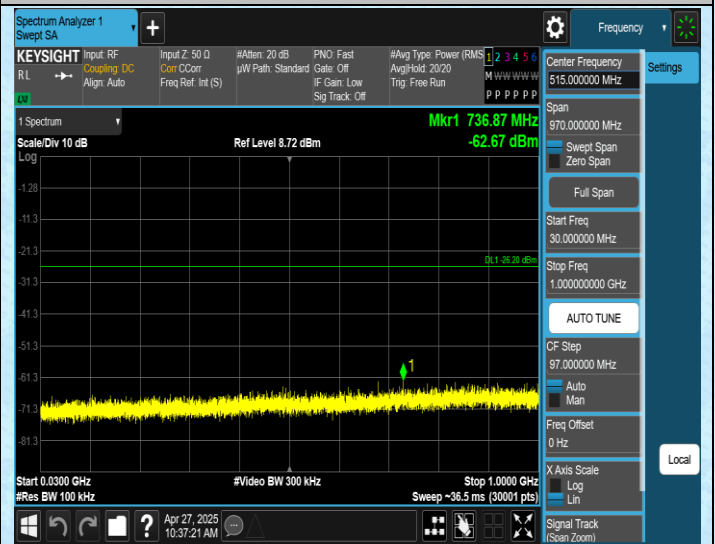 Spectrum Analyzer 1
Swept SA
Frequency
KEYSIGHT
RL
LXI
Input: RF
Coupling: DC
Align: Auto
Input Z: 50 Ω
Corr CCorr
Freq Ref: Int (S)
#Atten: 20 dB
µW Path: Standard
PNO: Fast
Gate: Off
IF Gain: Low
Sig Track: Off
#Avg Type: Power (RMS
Avg|Hold: 20/20
Trig: Free Run
1 2 3 4 5 6
M W W W W W
P P P P P P
1 Spectrum
Scale/Div 10 dB
Ref Level 8.72 dBm
Mkr1 736.87 MHz
-62.67 dBm
Log
-1.28
-11.3
-21.3
DL1 -26.20 dBm
-31.3
-41.3
-51.3
1
-61.3
-71.3
-81.3
Start 0.0300 GHz
#Video BW 300 kHz
Stop 1.0000 GHz
#Res BW 100 kHz
Sweep ~36.5 ms (30001 pts)
Center Frequency
515.000000 MHz
Settings
Span
970.000000 MHz
Swept Span
Zero Span
Full Span
Start Freq
30.000000 MHz
Stop Freq
1.000000000 GHz
AUTO TUNE
CF Step
97.000000 MHz
Auto
Man
Freq Offset
0 Hz
Local
X Axis Scale
Log
Lin
Signal Track
(Span Zoom)
?
Apr 27, 2025
10:37:21 AM